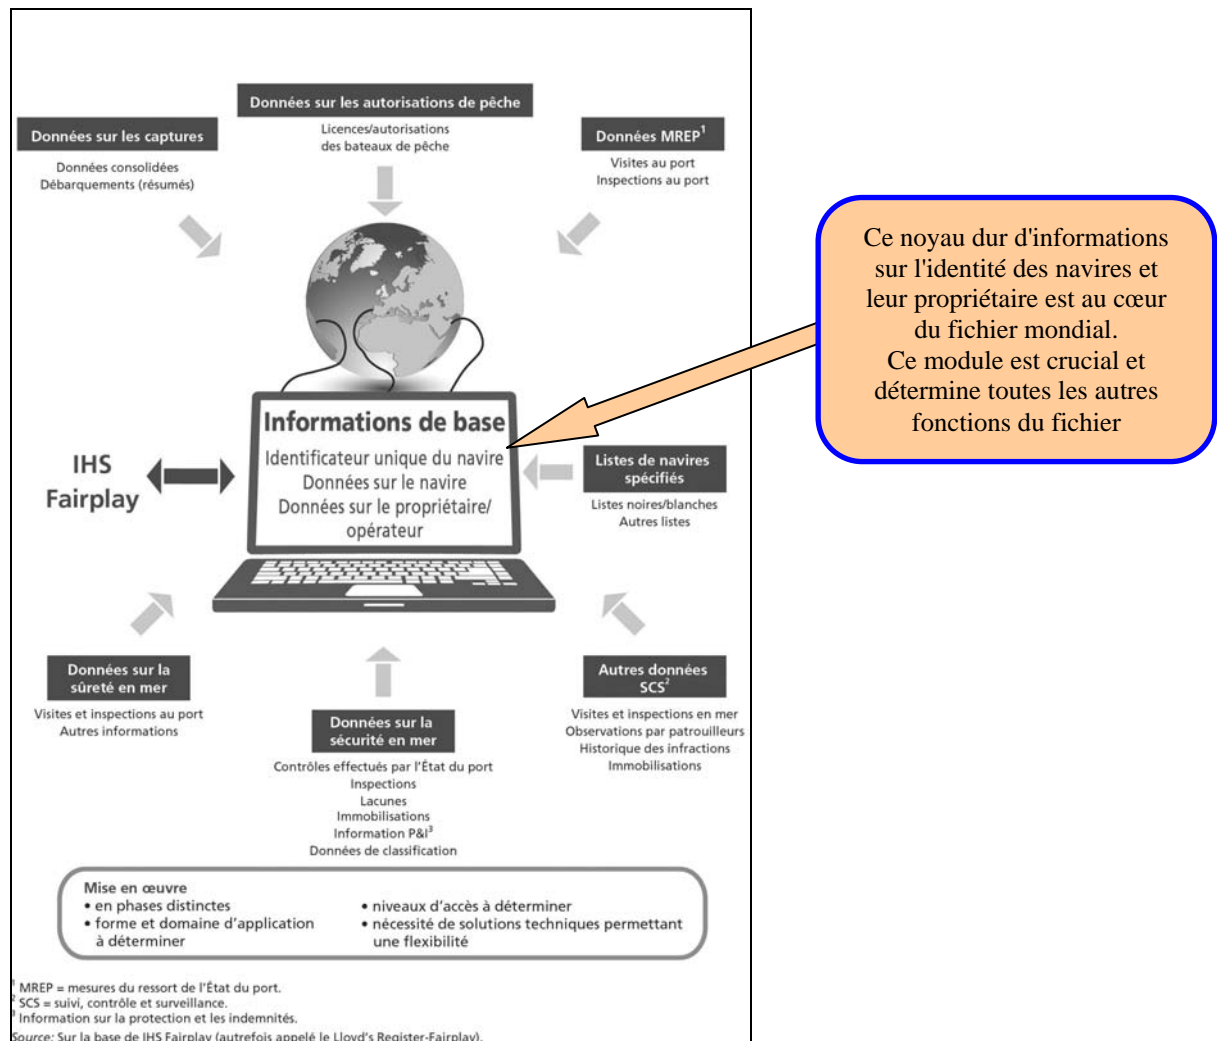 Données sur les autorisations de pêche
Licences/autorisations
des bateaux de pêche
Données sur les captures
Données consolidées
Débarquements (résumés)
Données MREP¹
Visites au port
Inspections au port
Ce noyau dur d'informations
sur l'identité des navires et
leur propriétaire est au cœur
du fichier mondial.
Ce module est crucial et
détermine toutes les autres
fonctions du fichier
Informations de base
Identificateur unique du navire
Données sur le navire
Données sur le propriétaire/
opérateur
IHS
Fairplay
Listes de navires
spécifiés
Listes noires/blanches
Autres listes
Données sur la
sûreté en mer
Visites et inspections au port
Autres informations
Données sur la
sécurité en mer
Contrôles effectués par l'État du port
Inspections
Lacunes
Immobilisations
Information P&I³
Données de classification
Autres données
SCS²
Visites et inspections en mer
Observations par patrouilleurs
Historique des infractions
Immobilisations
Mise en œuvre
• en phases distinctes
• forme et domaine d'application
à déterminer
• niveaux d'accès à déterminer
• nécessité de solutions techniques permettant
une flexibilité
¹ MREP = mesures du ressort de l'État du port.
² SCS = suivi, contrôle et surveillance.
³ Information sur la protection et les indemnités.
Source: Sur la base de IHS Fairplay (autrefois appelé le Lloyd's Register-Fairplay).